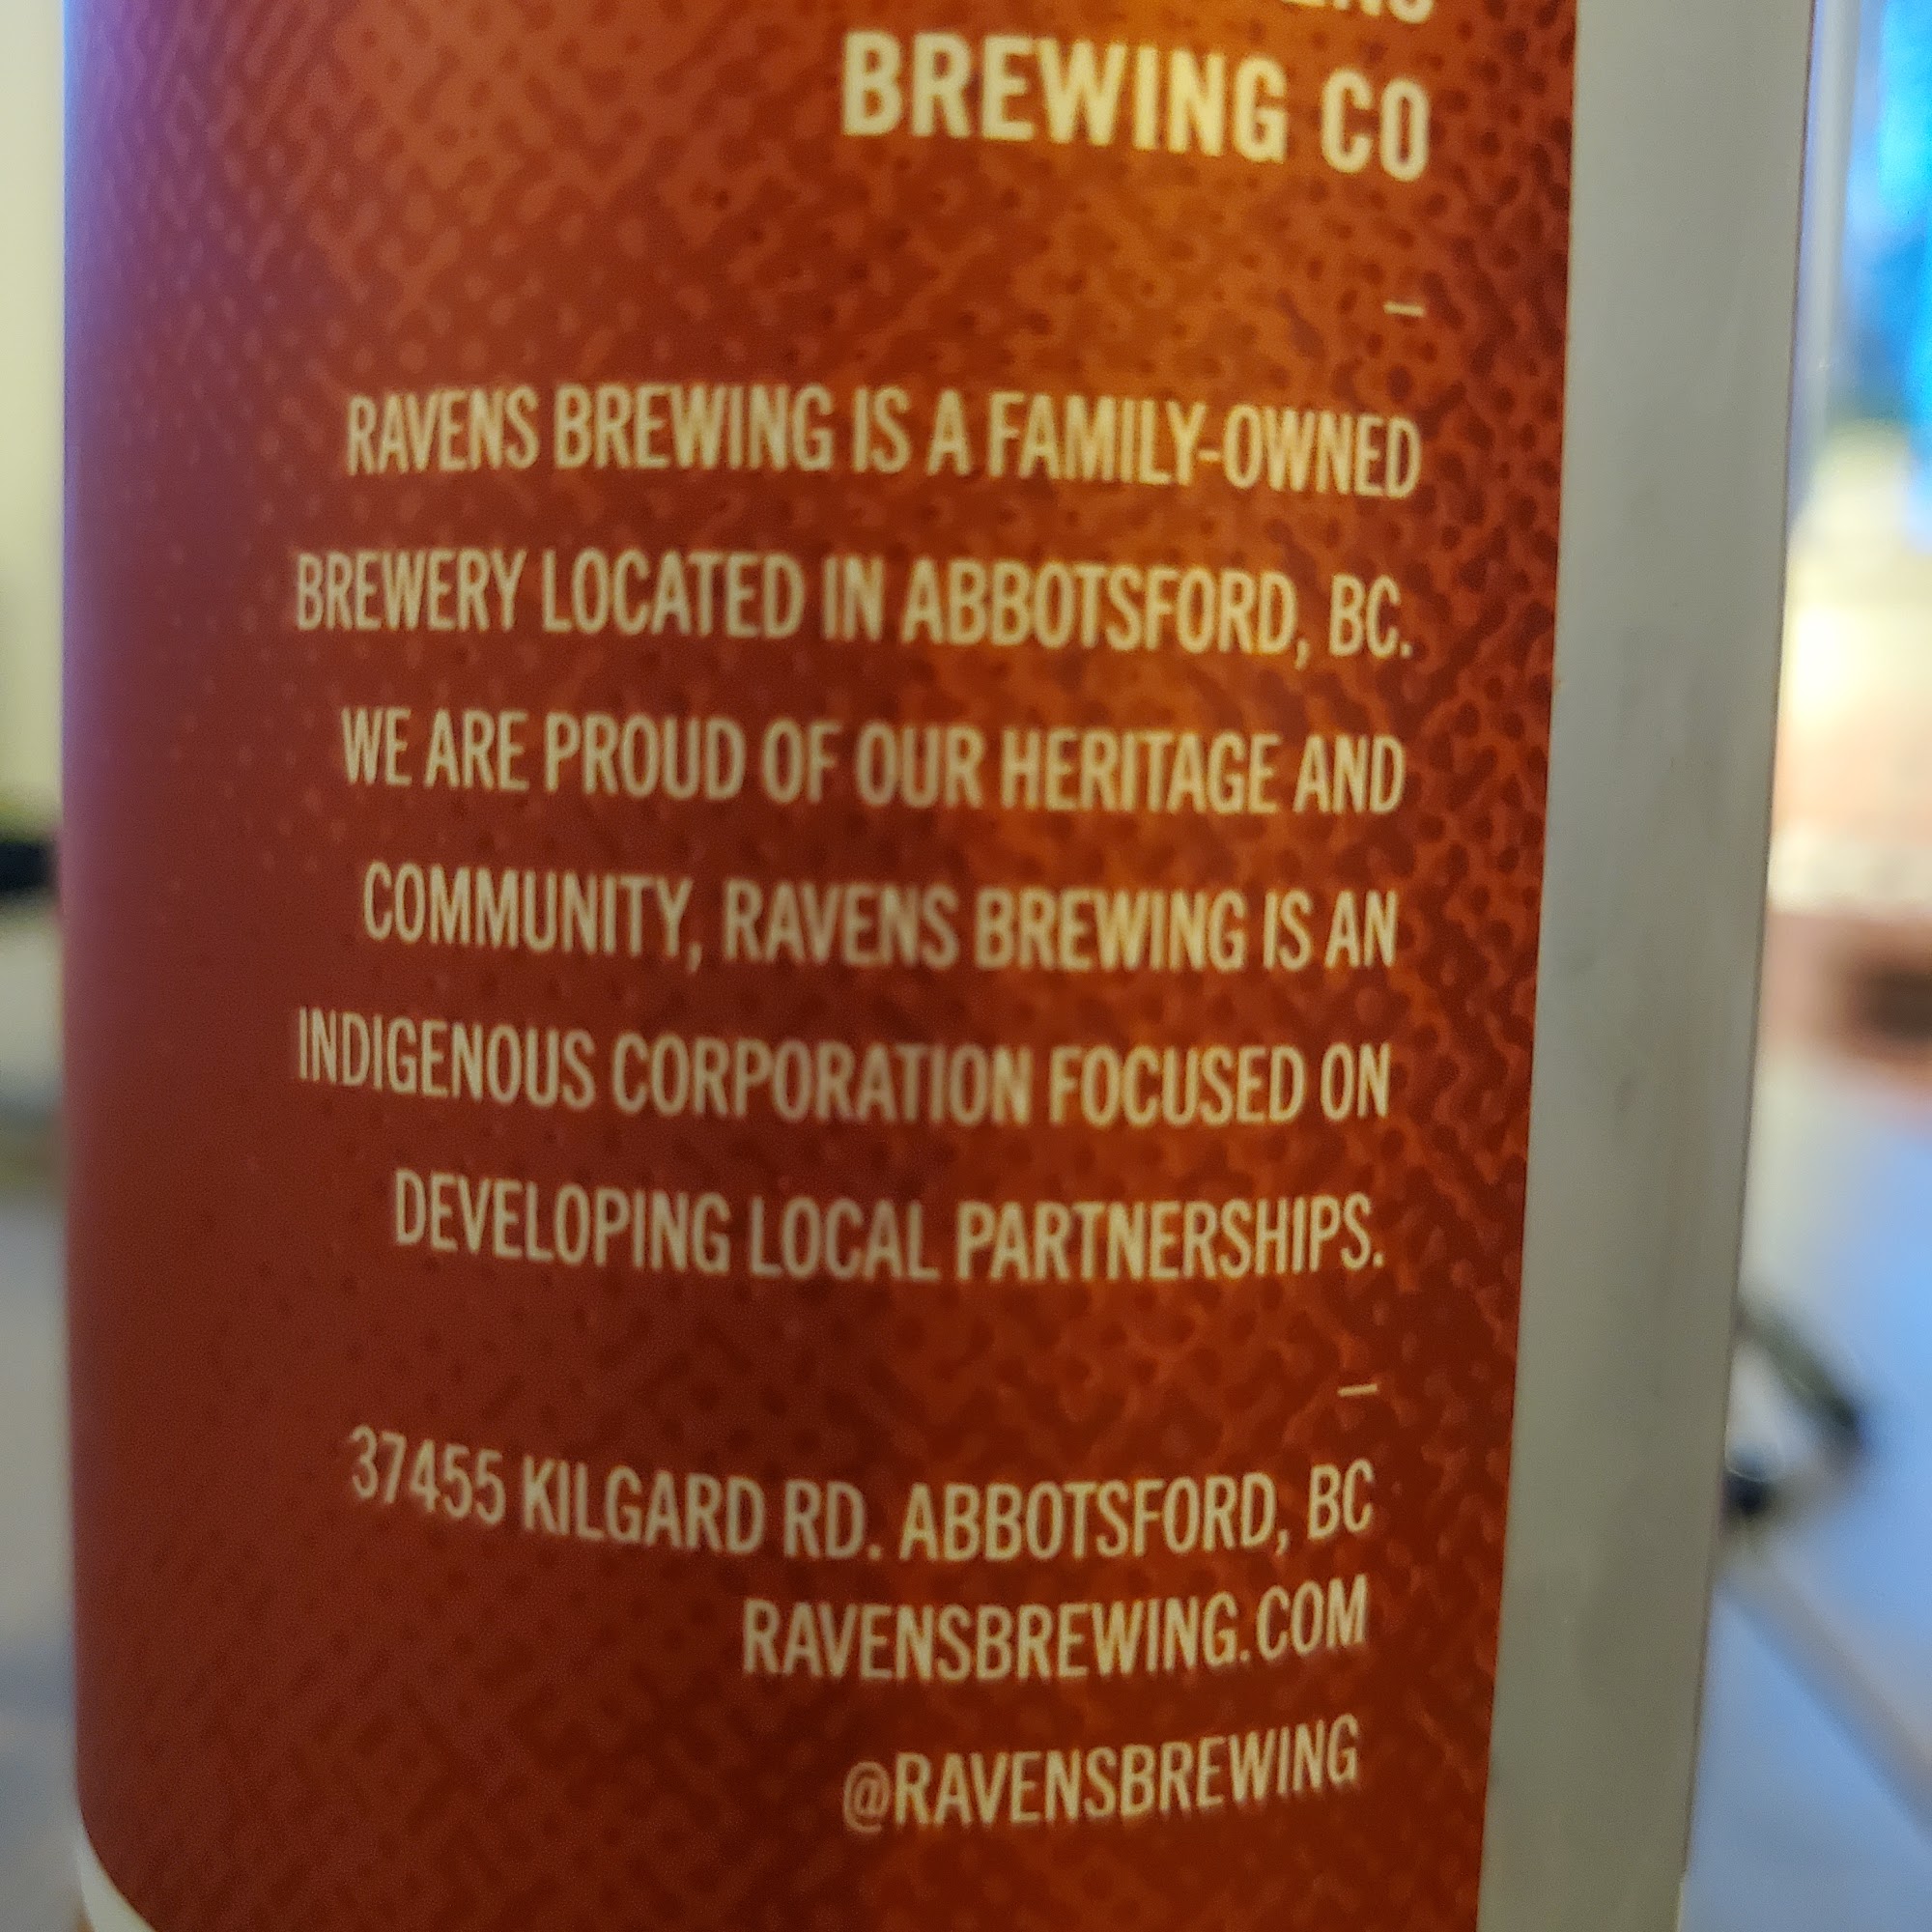 BREWING CO
–
RAVENS BREWING IS A FAMILY-OWNED
BREWERY LOCATED IN ABBOTSFORD, BC.
WE ARE PROUD OF OUR HERITAGE AND
COMMUNITY, RAVENS BREWING IS AN
INDIGENOUS CORPORATION FOCUSED ON
DEVELOPING LOCAL PARTNERSHIPS.
–
37455 KILGARD RD. ABBOTSFORD, BC
RAVENSBREWING.COM
@RAVENSBREWING